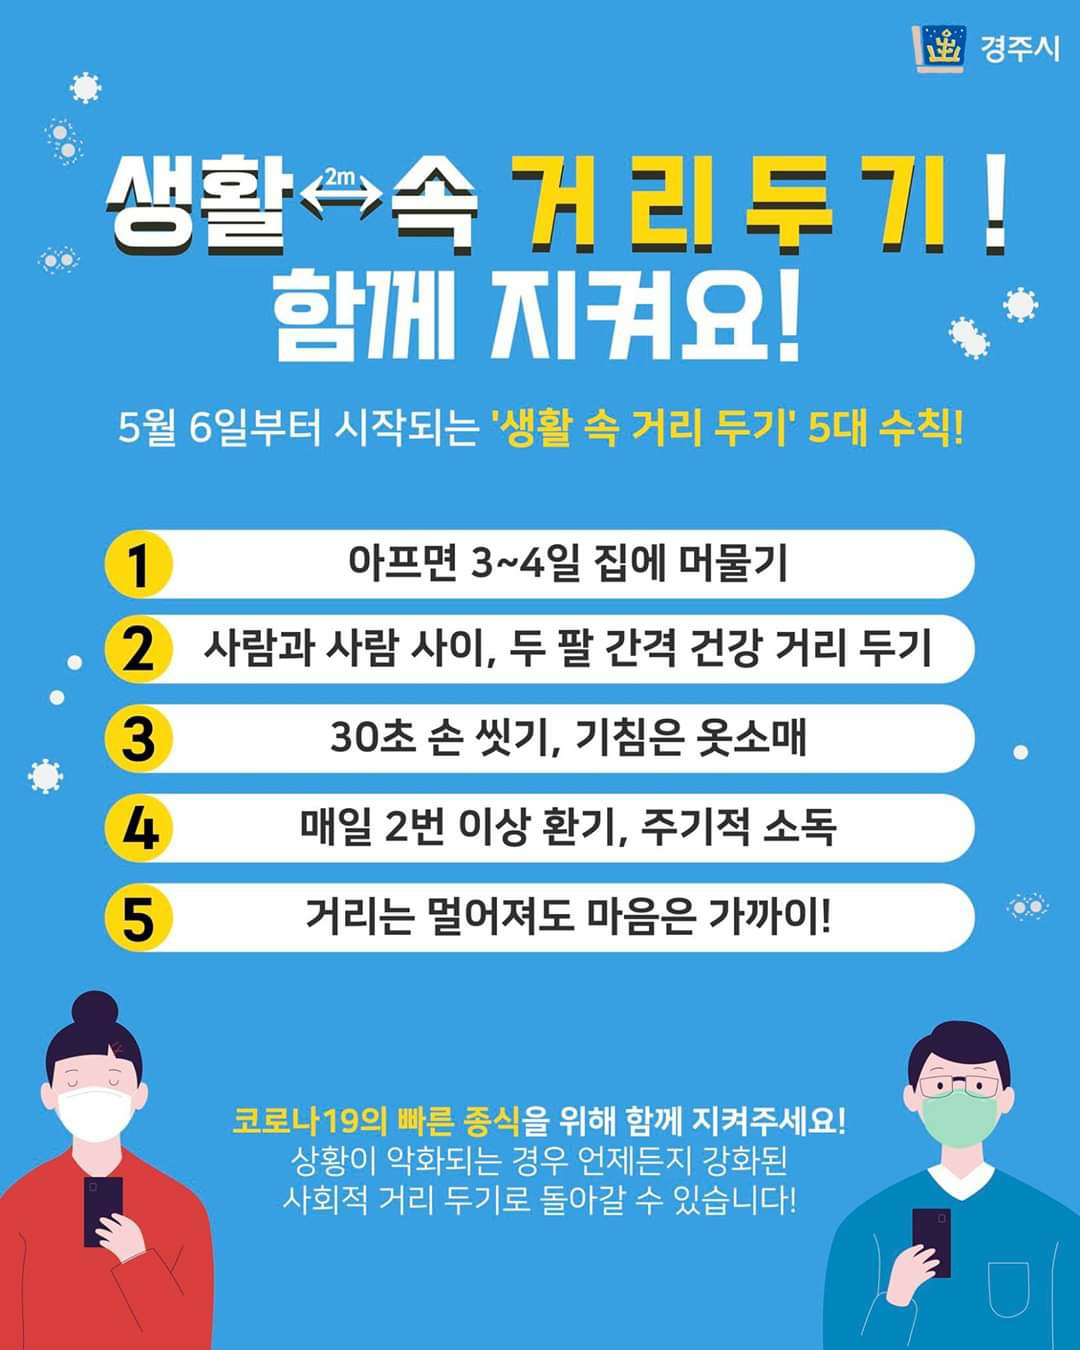 경주시
생활 2m 속 거리두기!
함께 지켜요!
5월 6일부터 시작되는 '생활 속 거리 두기' 5대 수칙!
1 아프면 3~4일 집에 머물기
2 사람과 사람 사이, 두 팔 간격 건강 거리 두기
3 30초 손 씻기, 기침은 옷소매
4 매일 2번 이상 환기, 주기적 소독
5 거리는 멀어져도 마음은 가까이!
코로나19의 빠른 종식을 위해 함께 지켜주세요!
상황이 악화되는 경우 언제든지 강화된
사회적 거리 두기로 돌아갈 수 있습니다!